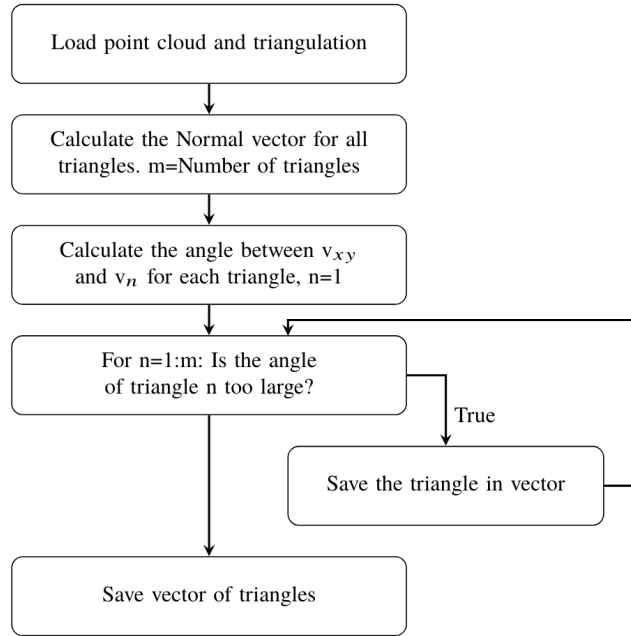 Load point cloud and triangulation
Calculate the Normal vector for all
triangles. m=Number of triangles
Calculate the angle between v_{xy}
and v_n for each triangle, n=1
For n=1:m: Is the angle
of triangle n too large?
True
Save the triangle in vector
Save vector of triangles